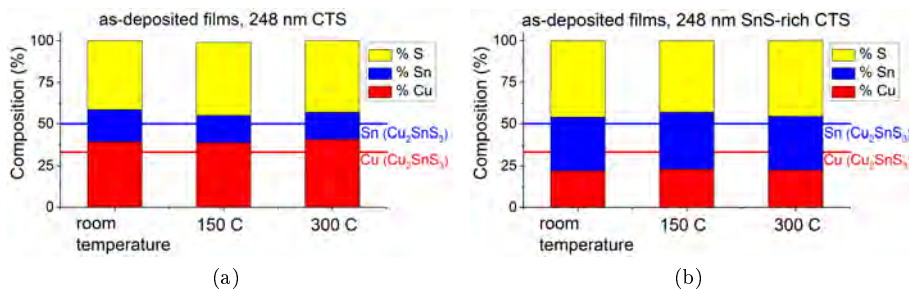 as-deposited films, 248 nm CTS
Composition (%)
100
75
50
25
0
% S
% Sn
% Cu
Sn (Cu₂SnS₃)
Cu (Cu₂SnS₃)
room
temperature
150 C
300 C
(a)
as-deposited films, 248 nm SnS-rich CTS
Composition (%)
100
75
50
25
0
% S
% Sn
% Cu
Sn (Cu₂SnS₃)
Cu (Cu₂SnS₃)
room
temperature
150 C
300 C
(b)